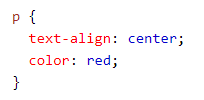 p {
  text-align: center;
  color: red;
}